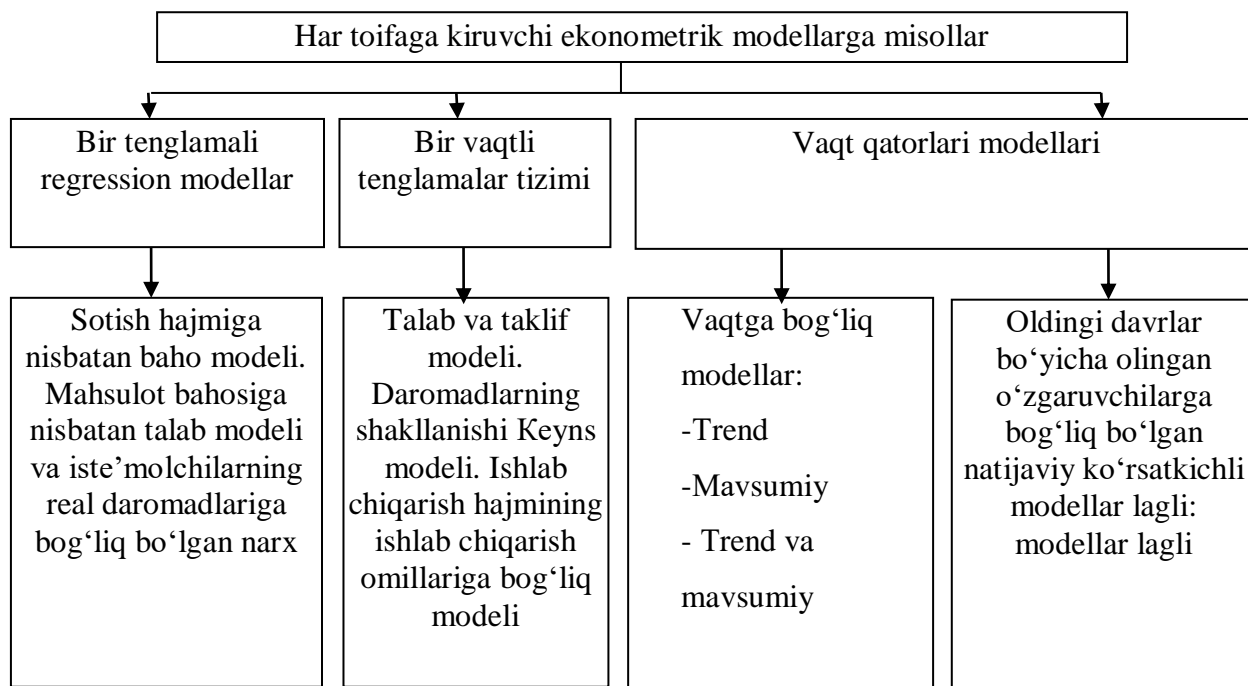 Har toifaga kiruvchi ekonometrik modellarga misollar
Bir tenglamali
regression modellar
Bir vaqtli
tenglamalar tizimi
Vaqt qatorlari modellari
Sotish hajmiga
nisbatan baho modeli.
Mahsulot bahosiga
nisbatan talab modeli
va iste’molchilarning
real daromadlariga
bog‘liq bo‘lgan narx
Talab va taklif
modeli.
Daromadlarning
shakllanishi Keyns
modeli. Ishlab
chiqarish hajmining
ishlab chiqarish
omillariga bog‘liq
modeli
Vaqtga bog‘liq
modellar:
-Trend
-Mavsumiy
- Trend va
mavsumiy
Oldingi davrlar
bo‘yicha olingan
o‘zgaruvchilarga
bog‘liq bo‘lgan
natijaviy ko‘rsatkichli
modellar lagli:
modellar lagli